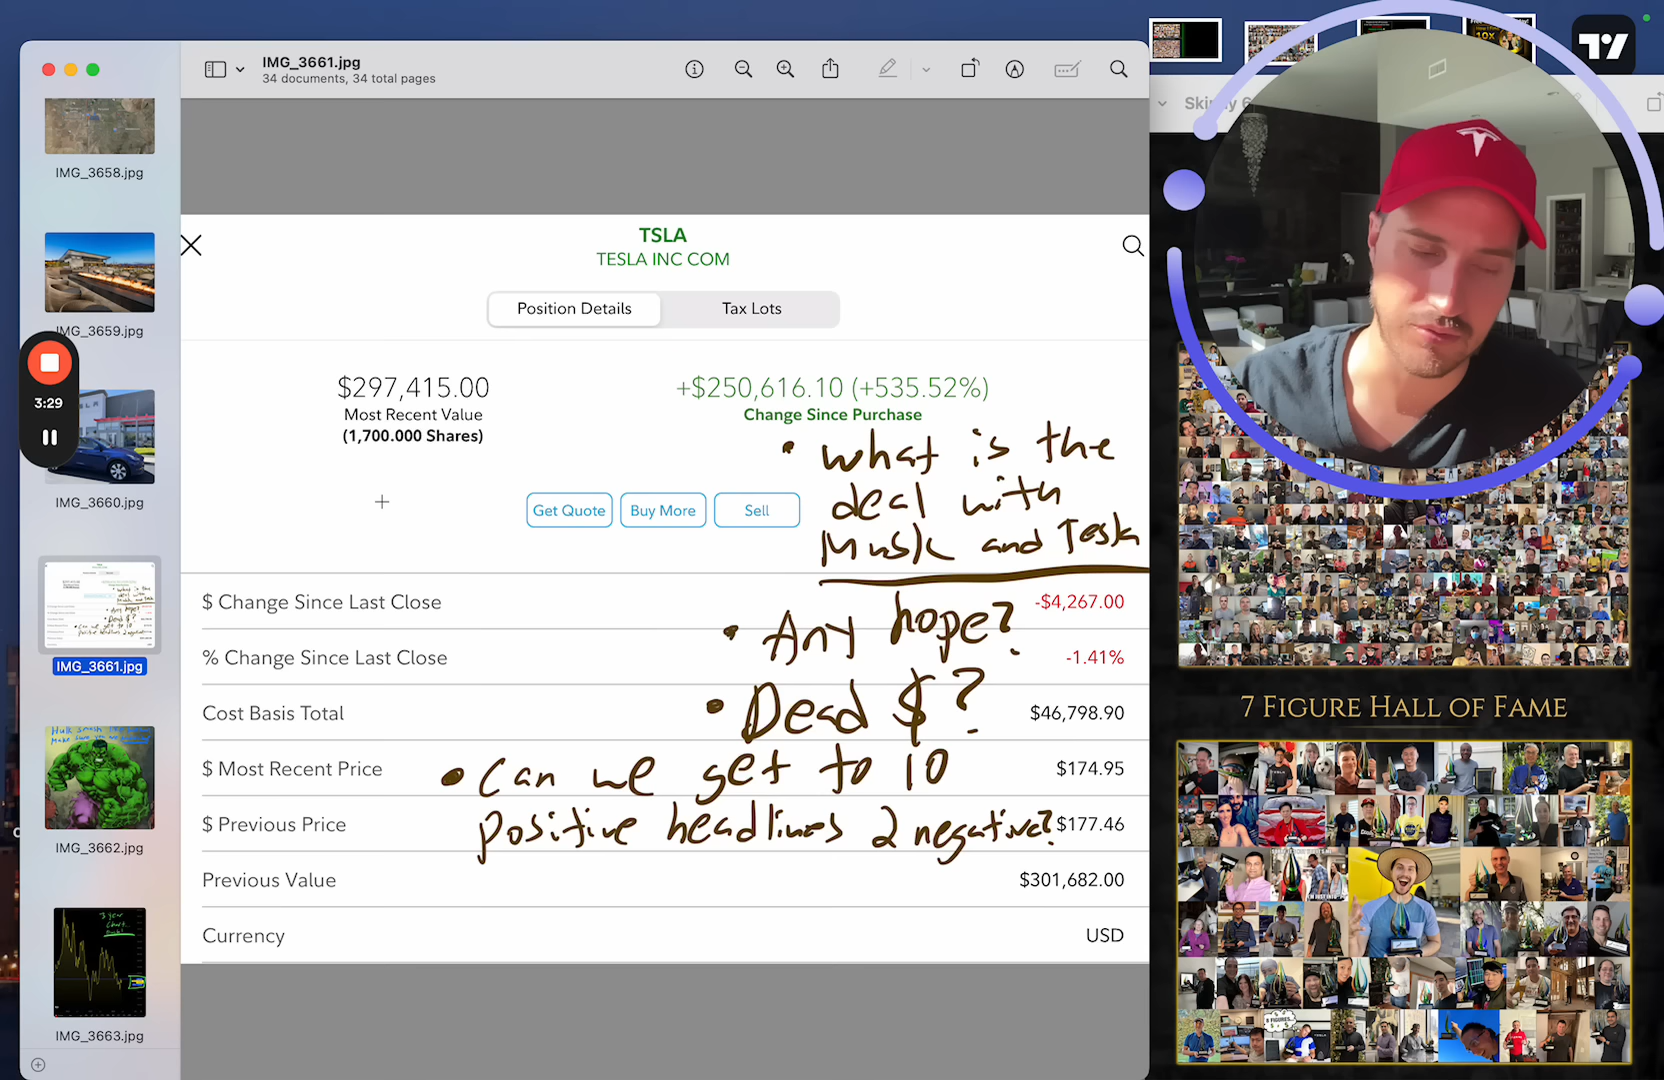 IMG_3661.jpg
34 documents, 34 total pages
IMG_3658.jpg
IMG_3659.jpg
3:29
IMG_3660.jpg
IMG_3661.jpg
IMG_3662.jpg
IMG_3663.jpg
TSLA
TESLA INC COM
Position Details
Tax Lots
$297,415.00
Most Recent Value
(1,700.000 Shares)
+$250,616.10 (+535.52%)
Change Since Purchase
Get Quote
Buy More
Sell
• what is the
deal with
Musk and Tesla
$ Change Since Last Close
-$4,267.00
• Any hope?
% Change Since Last Close
-1.41%
• Dead $?
Cost Basis Total
$46,798.90
$ Most Recent Price
$174.95
• Can we get to 10
positive headlines 2 negative?
$ Previous Price
$177.46
Previous Value
$301,682.00
Currency
USD
7 Figure Hall of Fame